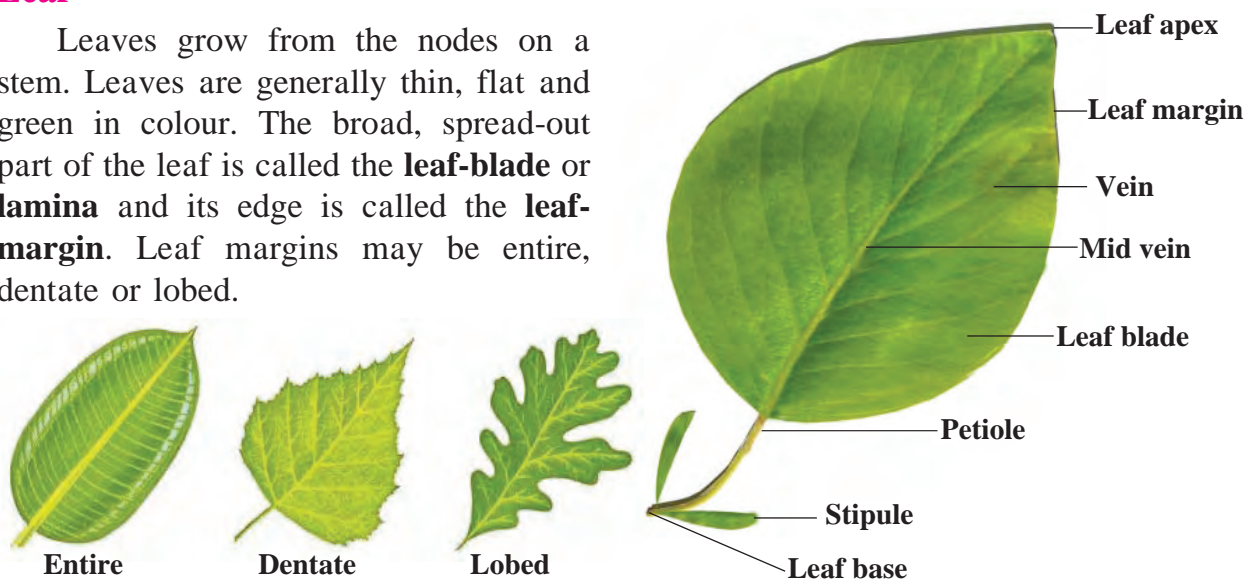 Leaves grow from the nodes on a
stem. Leaves are generally thin, flat and
green in colour. The broad, spread-out
part of the leaf is called the leaf-blade or
lamina and its edge is called the leaf-
margin. Leaf margins may be entire,
dentate or lobed.
Entire
Dentate
Lobed
Leaf apex
Leaf margin
Vein
Mid vein
Leaf blade
Petiole
Stipule
Leaf base